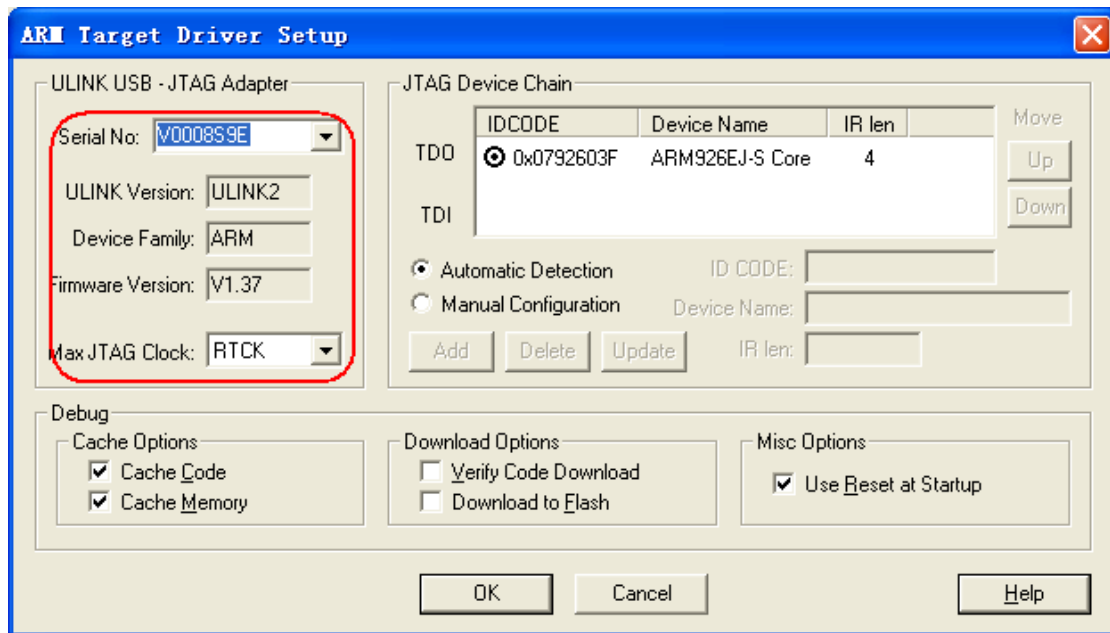 ARM Target Driver Setup
ULINK USB - JTAG Adapter
Serial No: V0008S9E
ULINK Version: ULINK2
Device Family: ARM
Firmware Version: V1.37
Max JTAG Clock: RTCK
JTAG Device Chain
IDCODE Device Name IR len Move
TDO 0x0792603F ARM926EJ-S Core 4 Up
TDI Down
Automatic Detection ID CODE:
Manual Configuration Device Name:
Add Delete Update IR len:
Debug
Cache Options
Cache Code
Cache Memory
Download Options
Verify Code Download
Download to Flash
Misc Options
Use Reset at Startup
OK Cancel Help